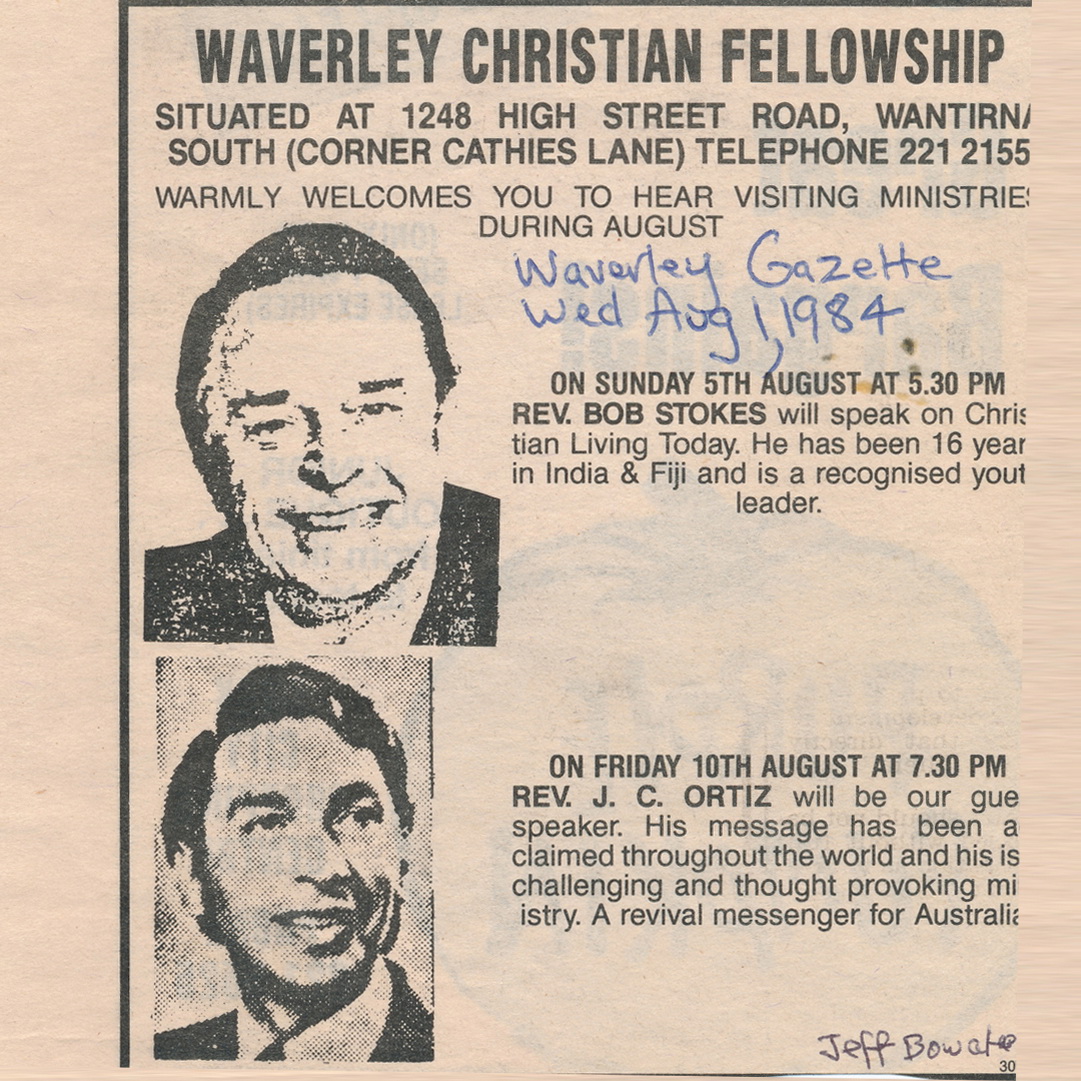 WAVERLEY CHRISTIAN FELLOWSHIP
SITUATED AT 1248 HIGH STREET ROAD, WANTIRNA
SOUTH (CORNER CATHIES LANE) TELEPHONE 221 2155
WARMLY WELCOMES YOU TO HEAR VISITING MINISTRIES
DURING AUGUST
Waverley Gazette
Wed Aug 1, 1984
ON SUNDAY 5TH AUGUST AT 5.30 PM
REV. BOB STOKES will speak on Chris
tian Living Today. He has been 16 year
in India & Fiji and is a recognised yout
leader.
ON FRIDAY 10TH AUGUST AT 7.30 PM
REV. J. C. ORTIZ will be our gue
speaker. His message has been a
claimed throughout the world and his is
challenging and thought provoking mi
istry. A revival messenger for Australia
Jeff
30